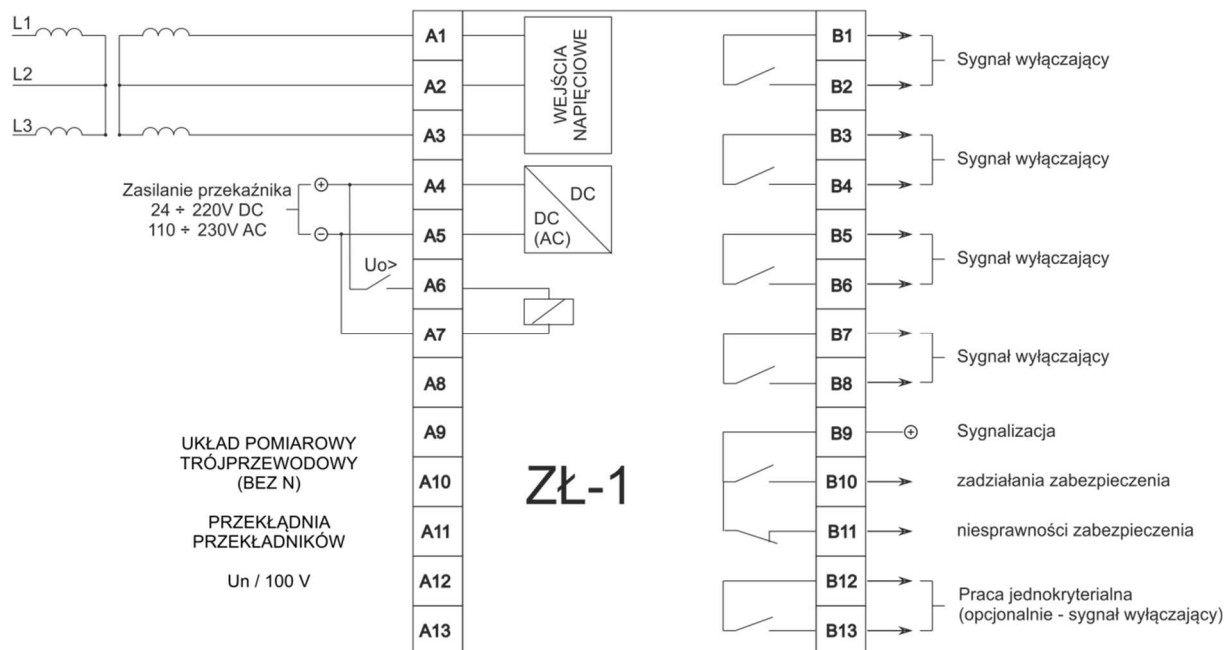 L1
L2
L3
Zasilanie przekaźnika
24 ÷ 220V DC
110 ÷ 230V AC
Uo>
UKŁAD POMIAROWY
TRÓJPRZEWODOWY
(BEZ N)
PRZEKŁĄDNIA
PRZEKŁADNIKÓW
Un / 100 V
A1
A2
A3
A4
A5
A6
A7
A8
A9
A10
A11
A12
A13
WEJŚCIA
NAPIĘCIOWE
DC
DC
(AC)
ZŁ-1
B1
B2
B3
B4
B5
B6
B7
B8
B9
B10
B11
B12
B13
Sygnał wyłączający
Sygnał wyłączający
Sygnał wyłączający
Sygnał wyłączający
Sygnalizacja
zadziałania zabezpieczenia
niesprawności zabezpieczenia
Praca jednokryterialna
(opcjonalnie - sygnał wyłączający)